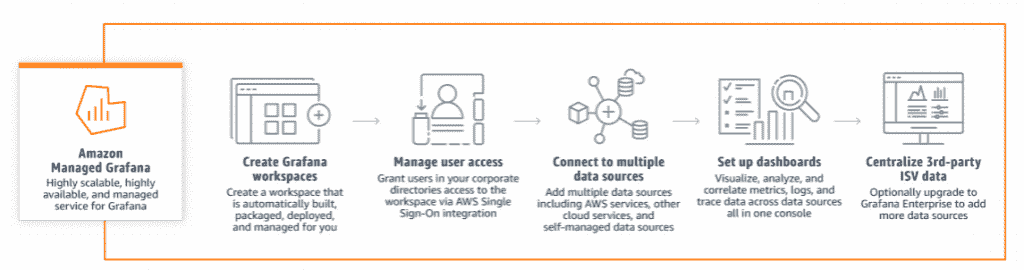 Amazon
Managed Grafana
Highly scalable, highly
available, and managed
service for Grafana
Create Grafana
workspaces
Create a workspace that
is automatically built,
packaged, deployed,
and managed for you
Manage user access
Grant users in your corporate
directories access to the
workspace via AWS Single
Sign-On integration
Connect to multiple
data sources
Add multiple data sources
including AWS services, other
cloud services, and
self-managed data sources
Set up dashboards
Visualize, analyze, and
correlate metrics, logs, and
trace data across data sources
all in one console
Centralize 3rd-party
ISV data
Optionally upgrade to
Grafana Enterprise to add
more data sources